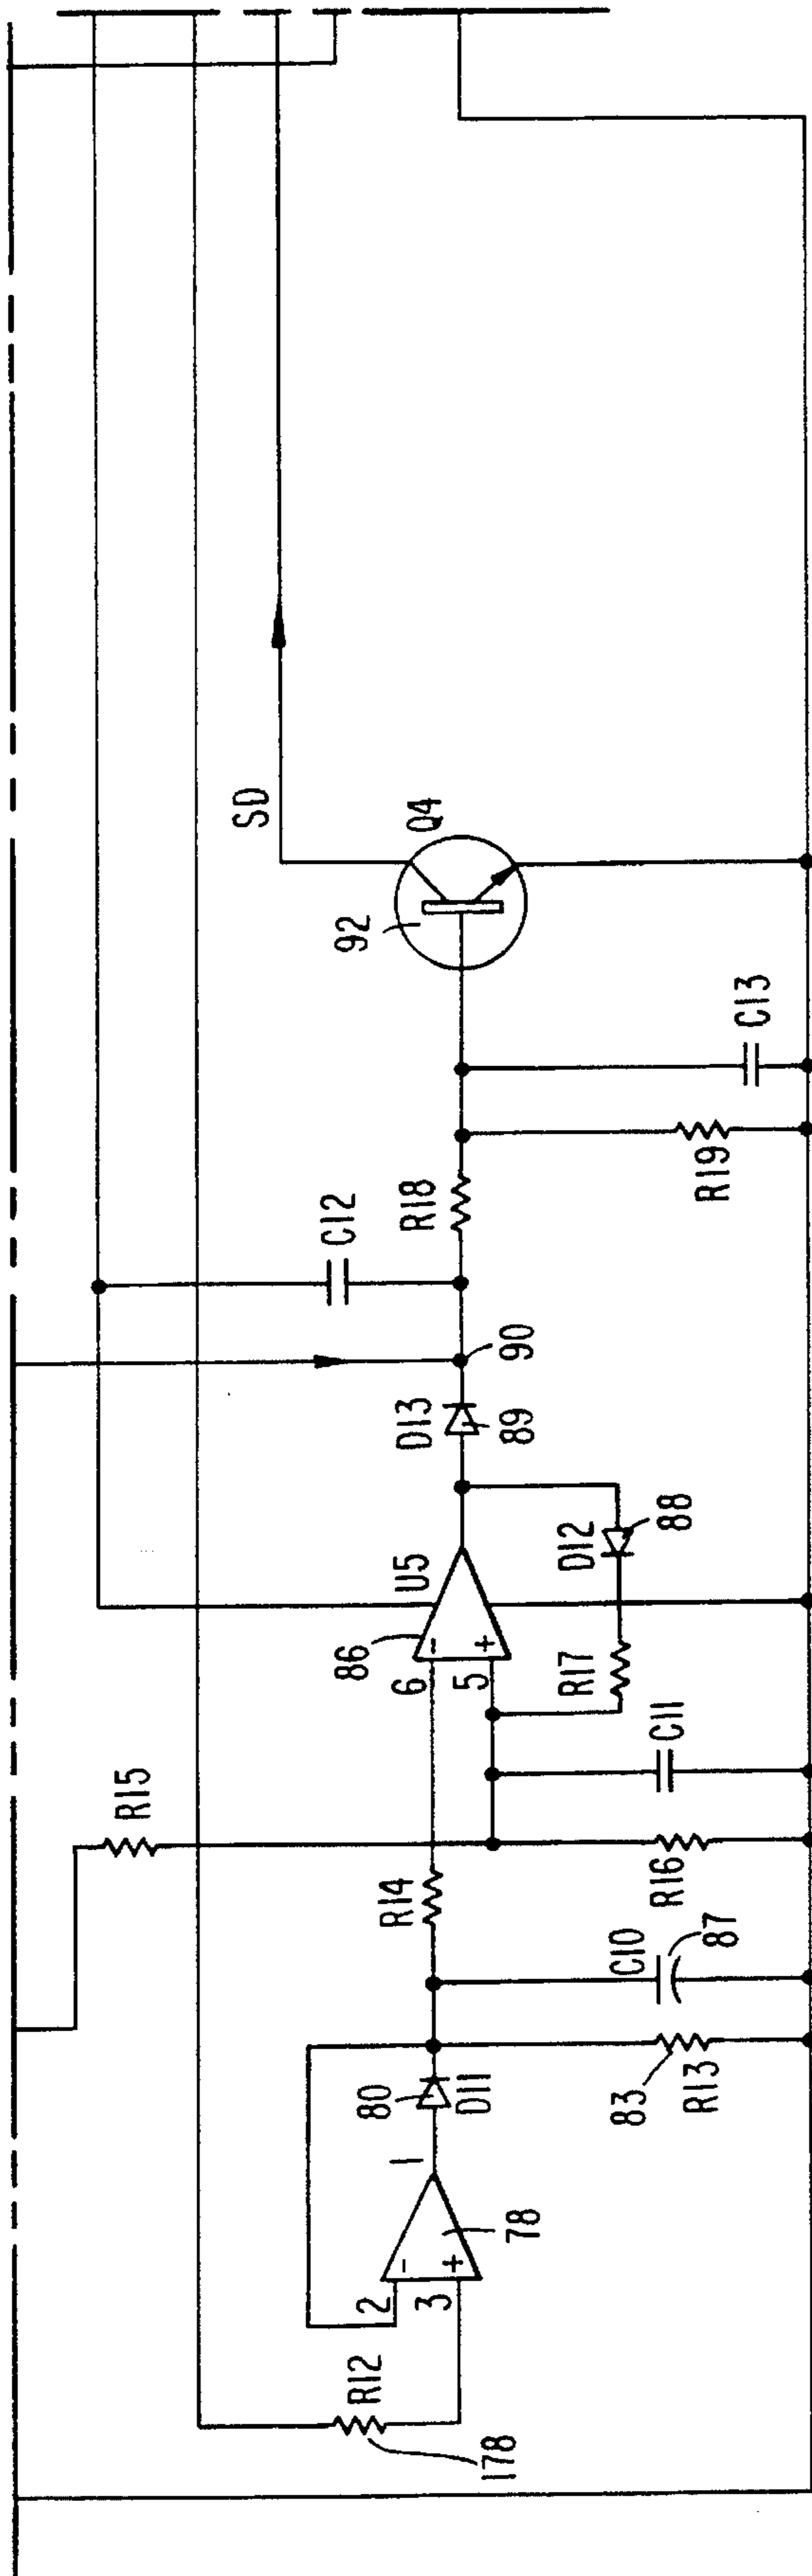 SD
Q4
92
C13
R19
R18
C12
90
D13
89
U5
86
-
+
6
5
D12
88
R17
C11
R15
R14
R16
C10
87
80
D11
83
R13
1
78
-
+
2
3
R12
178